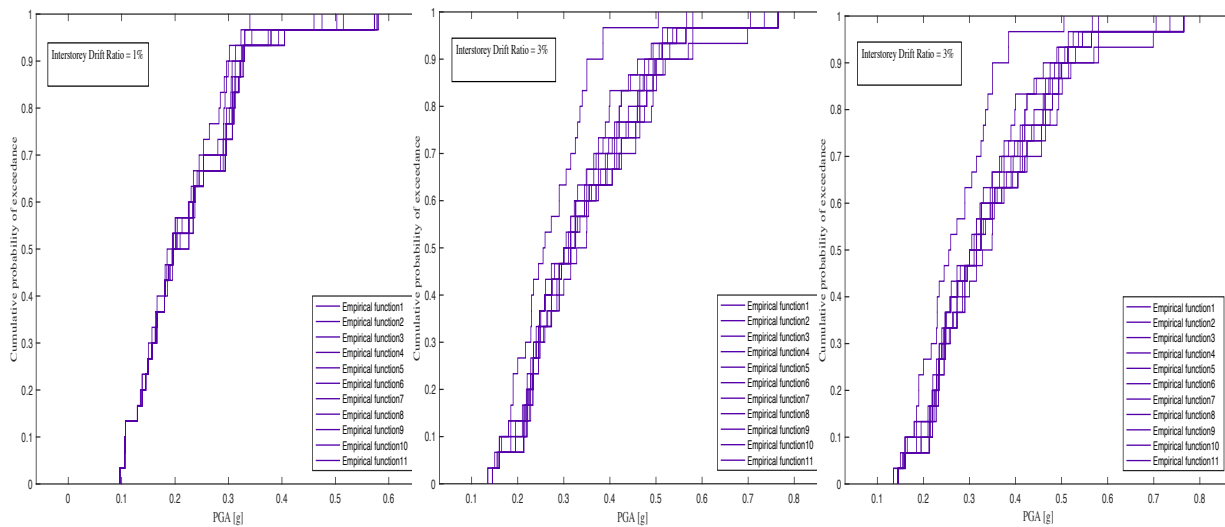 Interstorey Drift Ratio = 1%
Cumulative probability of exceedance
1
0.9
0.8
0.7
0.6
0.5
0.4
0.3
0.2
0.1
0
0 0.1 0.2 0.3 0.4 0.5 0.6
PGA [g]
Empirical function1
Empirical function2
Empirical function3
Empirical function4
Empirical function5
Empirical function6
Empirical function7
Empirical function8
Empirical function9
Empirical function10
Empirical function11
Interstorey Drift Ratio = 3%
Cumulative probability of exceedance
1
0.9
0.8
0.7
0.6
0.5
0.4
0.3
0.2
0.1
0
0.1 0.2 0.3 0.4 0.5 0.6 0.7 0.8
PGA [g]
Empirical function1
Empirical function2
Empirical function3
Empirical function4
Empirical function5
Empirical function6
Empirical function7
Empirical function8
Empirical function9
Empirical function10
Empirical function11
Interstorey Drift Ratio = 3%
Cumulative probability of exceedance
1
0.9
0.8
0.7
0.6
0.5
0.4
0.3
0.2
0.1
0
0.1 0.2 0.3 0.4 0.5 0.6 0.7 0.8
PGA [g]
Empirical function1
Empirical function2
Empirical function3
Empirical function4
Empirical function5
Empirical function6
Empirical function7
Empirical function8
Empirical function9
Empirical function10
Empirical function11